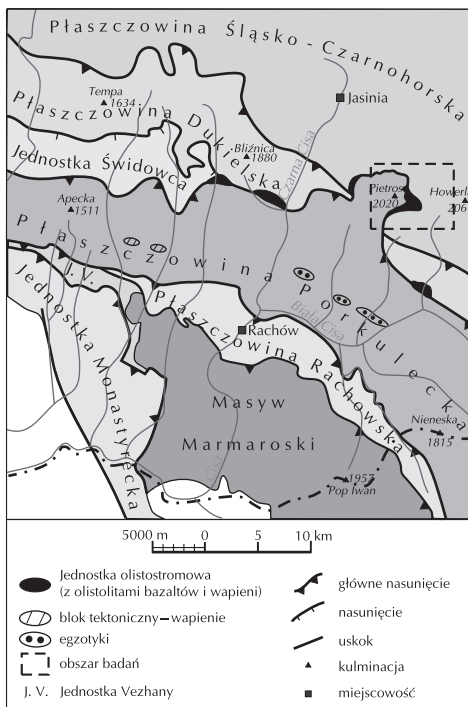 Płaszczowina Śląsko-Czarnohorska
Tempa
1634
Jasinia
Płaszczowina Dukielska
Bliźnica
1880
Czarna Cisa
Jednostka Świdowca
Pietros
2020
Howerla
206
Apecka
1511
Płaszczowina Porkulecka
J. V.
Biała Cisa
Płaszczowina Rachowska
Rachów
Jednostka Monastyrecka
Masyw
Marmaroski
Nieneska
1815
Cisa
1957
Pop Iwan
5000 m 0 5 10 km
Jednostka olistostromowa
(z olistolitami bazaltów i wapieni)
blok tektoniczny–wapienie
egzotyki
obszar badań
J. V. Jednostka Vezhany
główne nasunięcie
nasunięcie
uskok
kulminacja
miejscowość